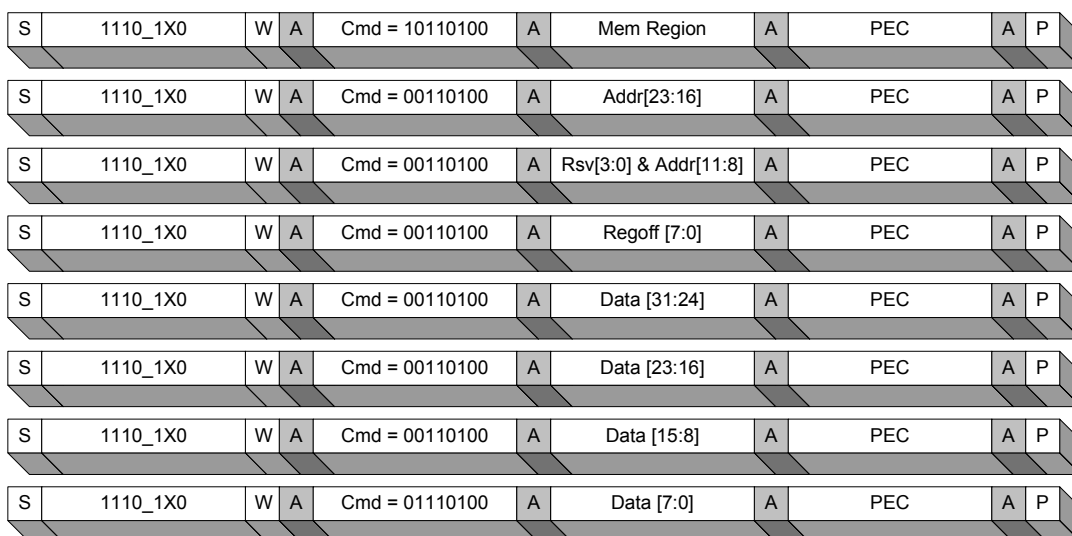 S 1110_1X0 W A Cmd = 10110100 A Mem Region A PEC A P
S 1110_1X0 W A Cmd = 00110100 A Addr[23:16] A PEC A P
S 1110_1X0 W A Cmd = 00110100 A Rsv[3:0] & Addr[11:8] A PEC A P
S 1110_1X0 W A Cmd = 00110100 A Regoff [7:0] A PEC A P
S 1110_1X0 W A Cmd = 00110100 A Data [31:24] A PEC A P
S 1110_1X0 W A Cmd = 00110100 A Data [23:16] A PEC A P
S 1110_1X0 W A Cmd = 00110100 A Data [15:8] A PEC A P
S 1110_1X0 W A Cmd = 01110100 A Data [7:0] A PEC A P